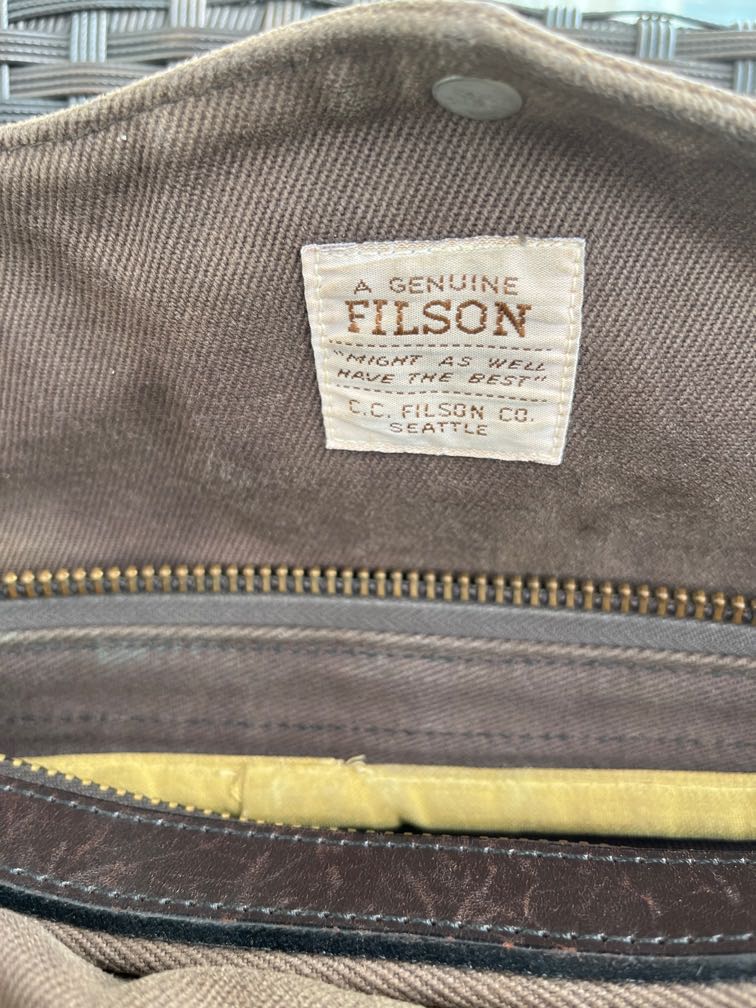 A GENUINE
FILSON
"MIGHT AS WELL
HAVE THE BEST"
C.C. FILSON CO.
SEATTLE